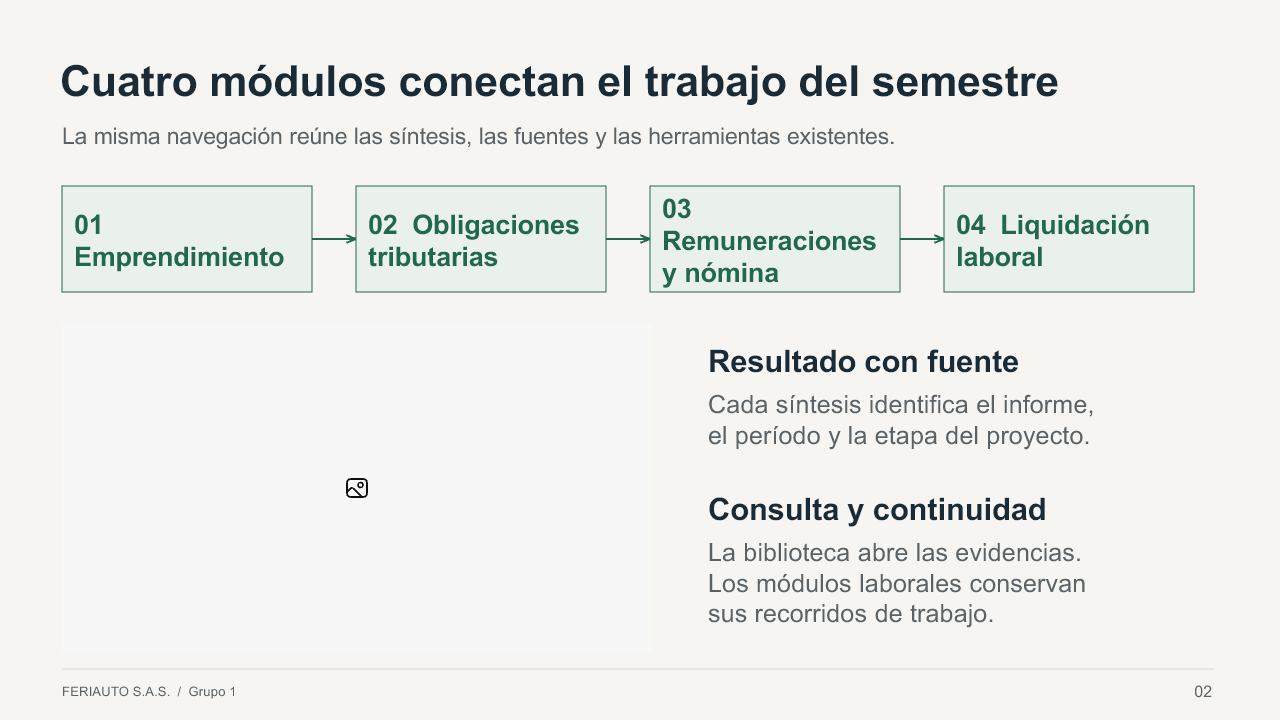 Cuatro módulos conectan el trabajo del semestre
La misma navegación reúne las síntesis, las fuentes y las herramientas existentes.
01
Emprendimiento
02  Obligaciones
tributarias
03
Remuneraciones
y nómina
04  Liquidación
laboral
Resultado con fuente
Cada síntesis identifica el informe,
el período y la etapa del proyecto.
Consulta y continuidad
La biblioteca abre las evidencias.
Los módulos laborales conservan
sus recorridos de trabajo.
FERIAUTO S.A.S.  /  Grupo 1
02